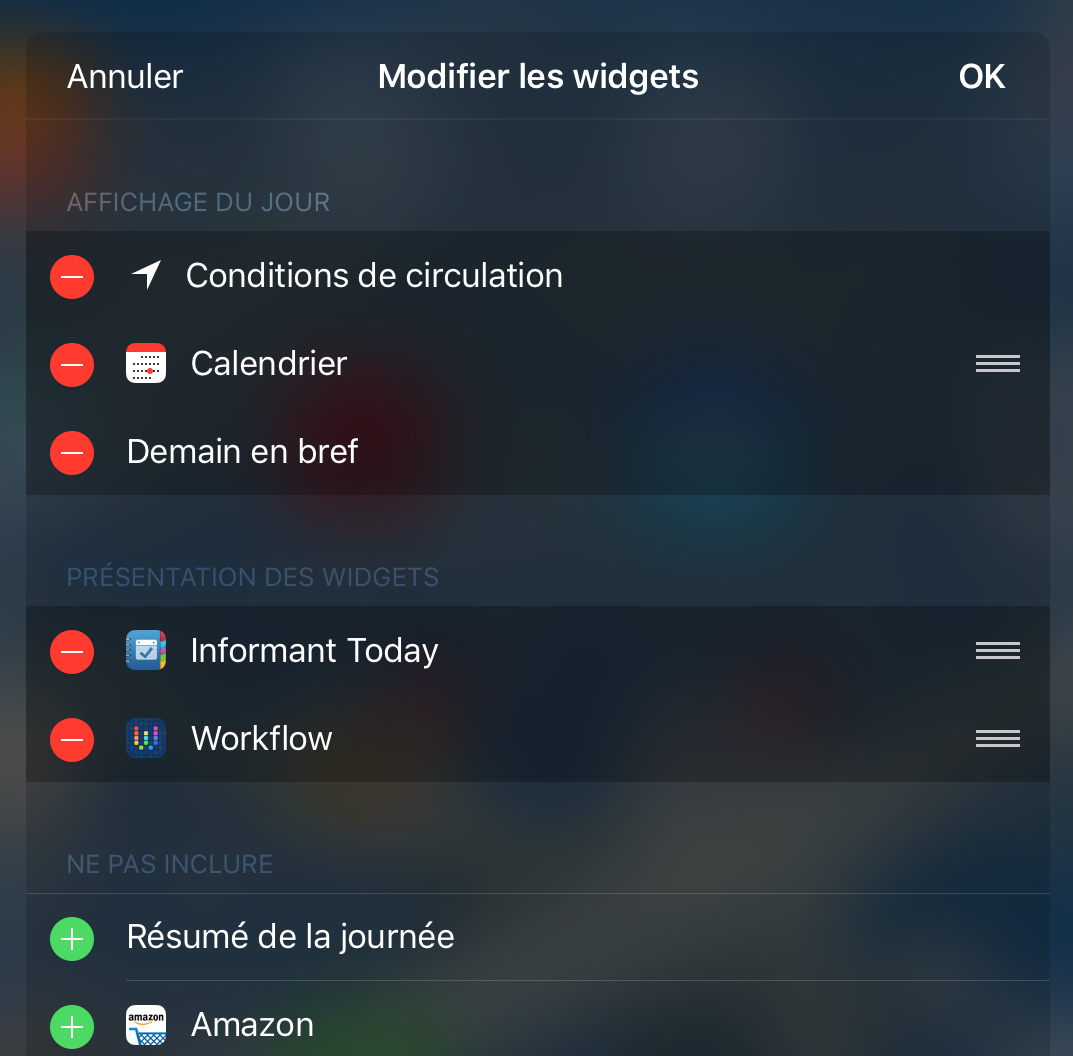 Annuler
Modifier les widgets
OK
AFFICHAGE DU JOUR
Conditions de circulation
Calendrier
Demain en bref
PRÉSENTATION DES WIDGETS
Informant Today
Workflow
NE PAS INCLURE
Résumé de la journée
amazon
Amazon